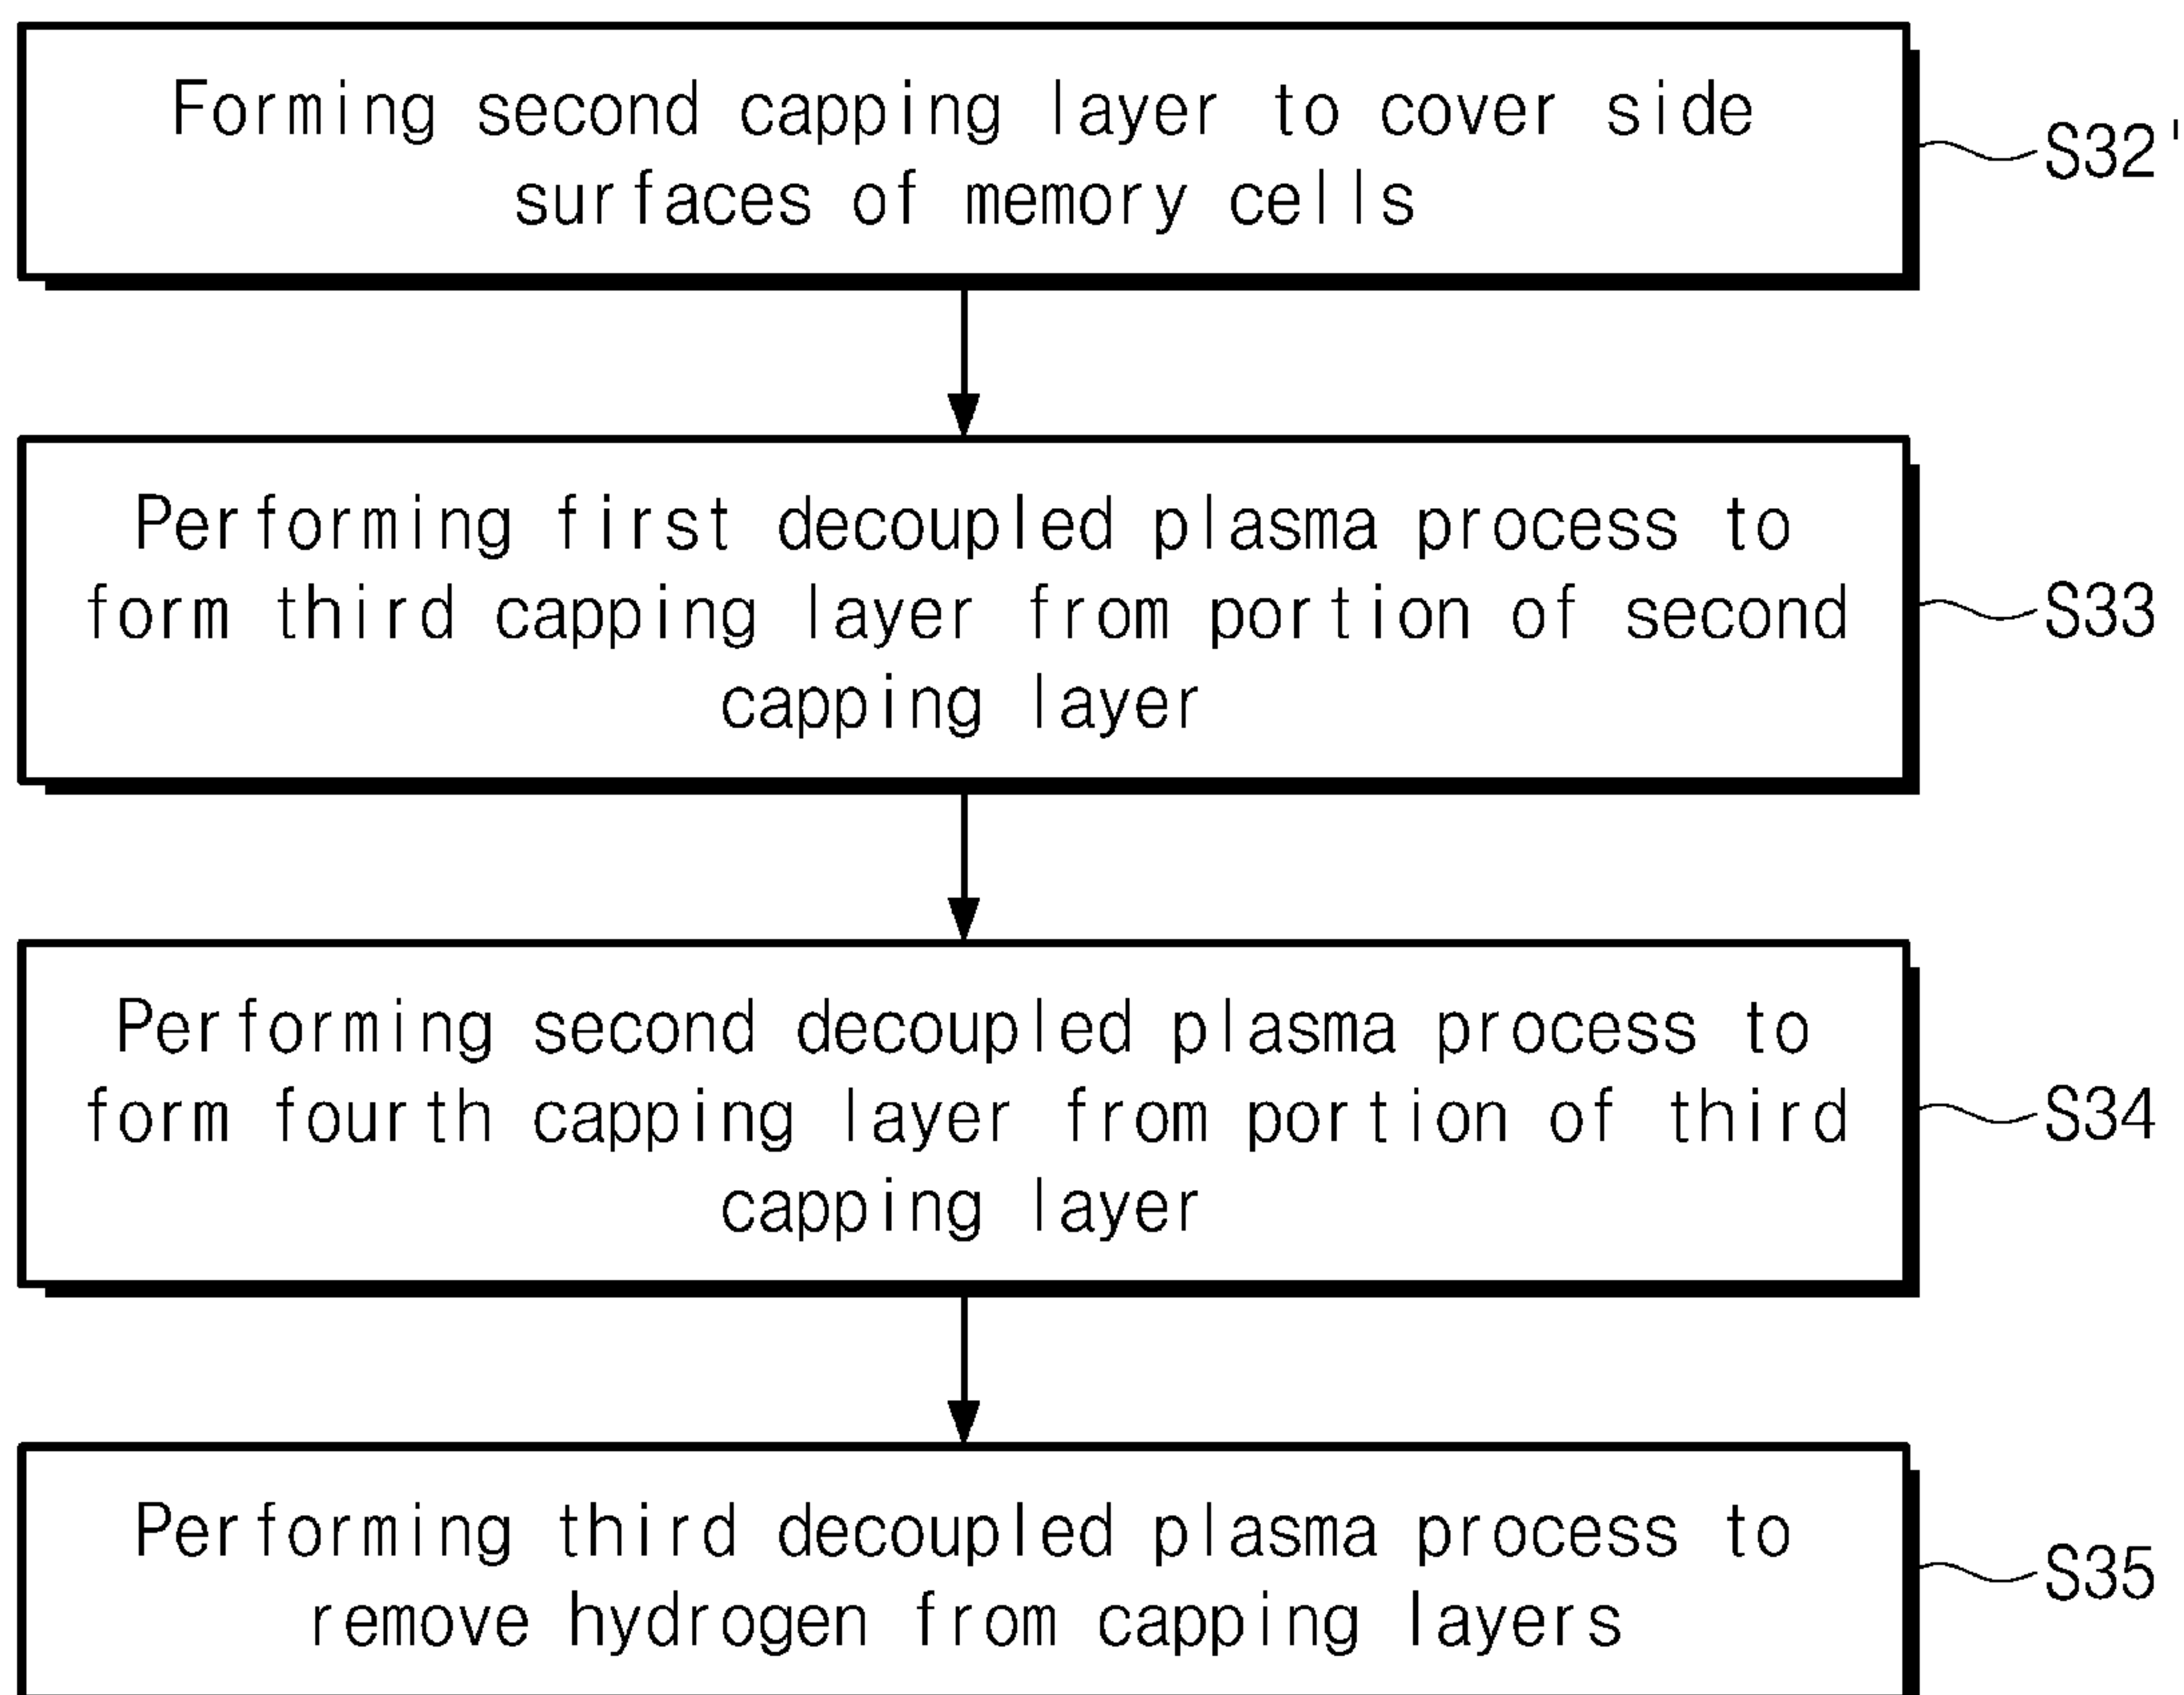 Forming second capping layer to cover side
surfaces of memory cells
S32'
Performing first decoupled plasma process to
form third capping layer from portion of second
capping layer
S33
Performing second decoupled plasma process to
form fourth capping layer from portion of third
capping layer
S34
Performing third decoupled plasma process to
remove hydrogen from capping layers
S35